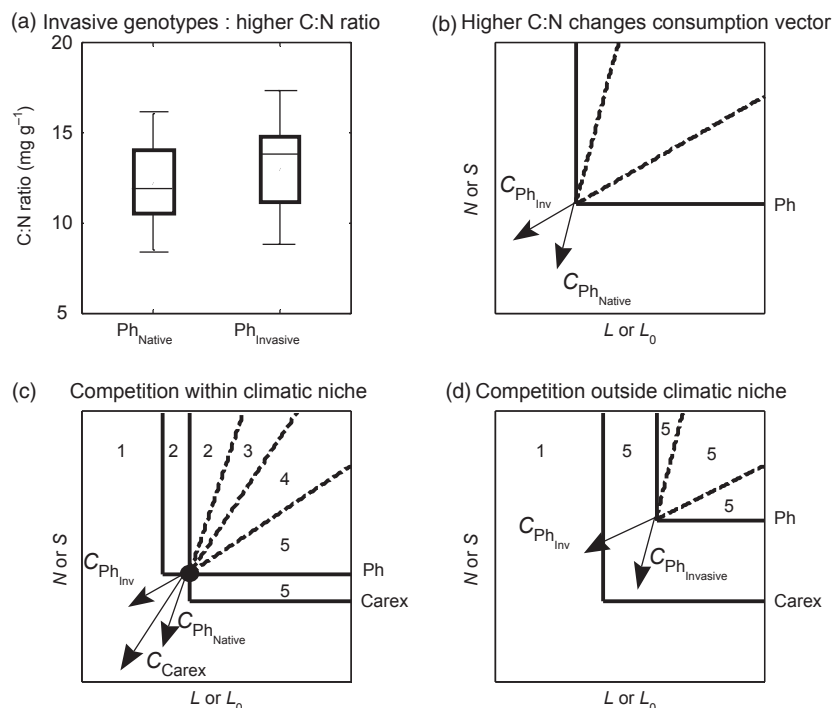 (a) Invasive genotypes : higher C:N ratio
20
15
10
5
C:N ratio (mg g⁻¹)
Ph_Native
Ph_Invasive
(b) Higher C:N changes consumption vector
N or S
C_Ph_Inv
C_Ph_Native
Ph
L or L₀
(c) Competition within climatic niche
N or S
1
2
2
3
4
5
5
C_Ph_Inv
C_Ph_Native
C_Carex
Ph
Carex
L or L₀
(d) Competition outside climatic niche
N or S
1
5
5
5
5
C_Ph_Inv
C_Ph_Invasive
Ph
Carex
L or L₀